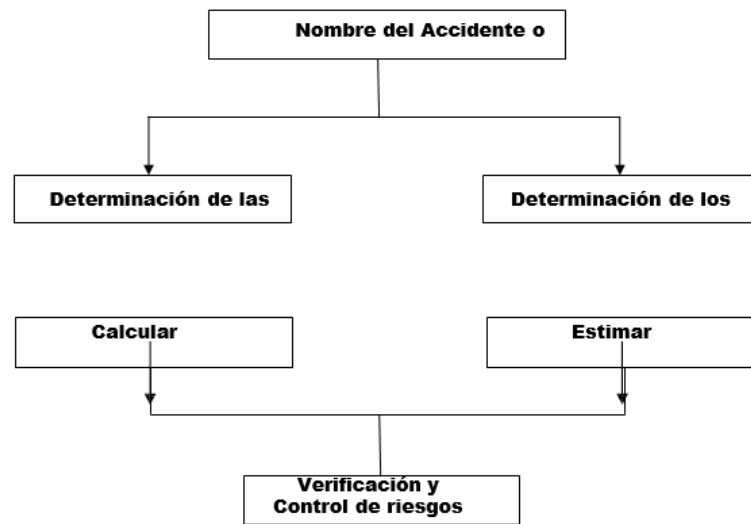 Nombre del Accidente o
Determinación de las
Determinación de los
Calcular
Estimar
Verificación y
Control de riesgos